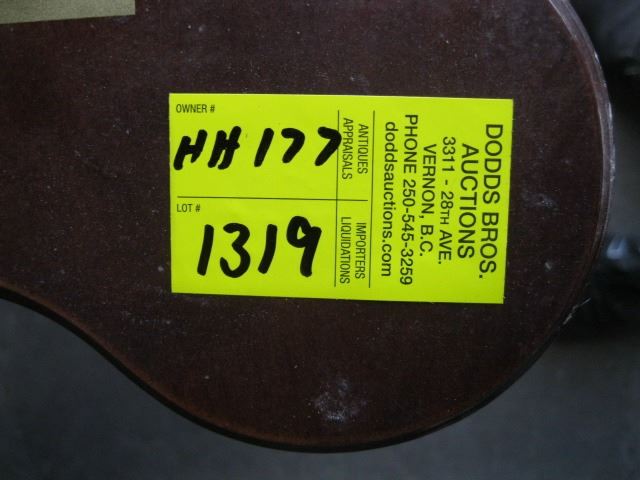 OWNER #
HH 177
LOT #
1319
ANTIQUES
APPRAISALS
IMPORTERS
LIQUIDATIONS
DODDS BROS.
AUCTIONS
3311 - 28TH AVE.
VERNON, B.C.
PHONE 250-545-3259
doddsauctions.com